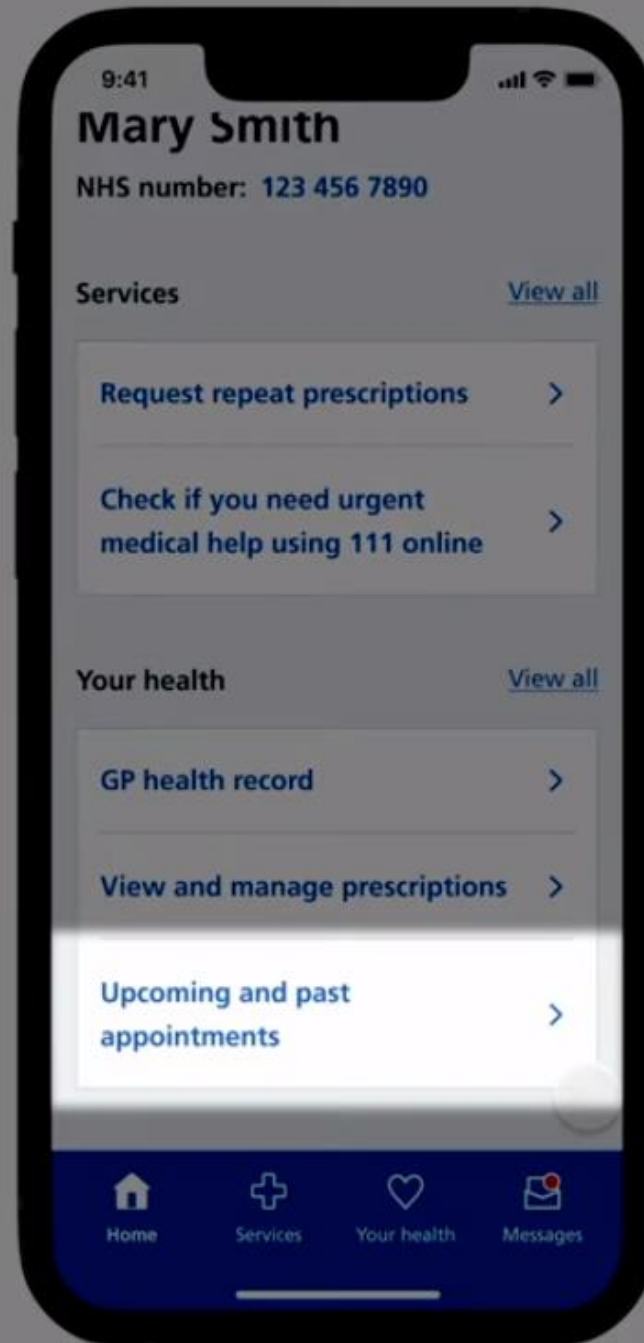 9:41
Mary Smith
NHS number: 123 456 7890
Services View all
Request repeat prescriptions
Check if you need urgent
medical help using 111 online
Your health View all
GP health record
View and manage prescriptions
Upcoming and past
appointments
Home Services Your health Messages